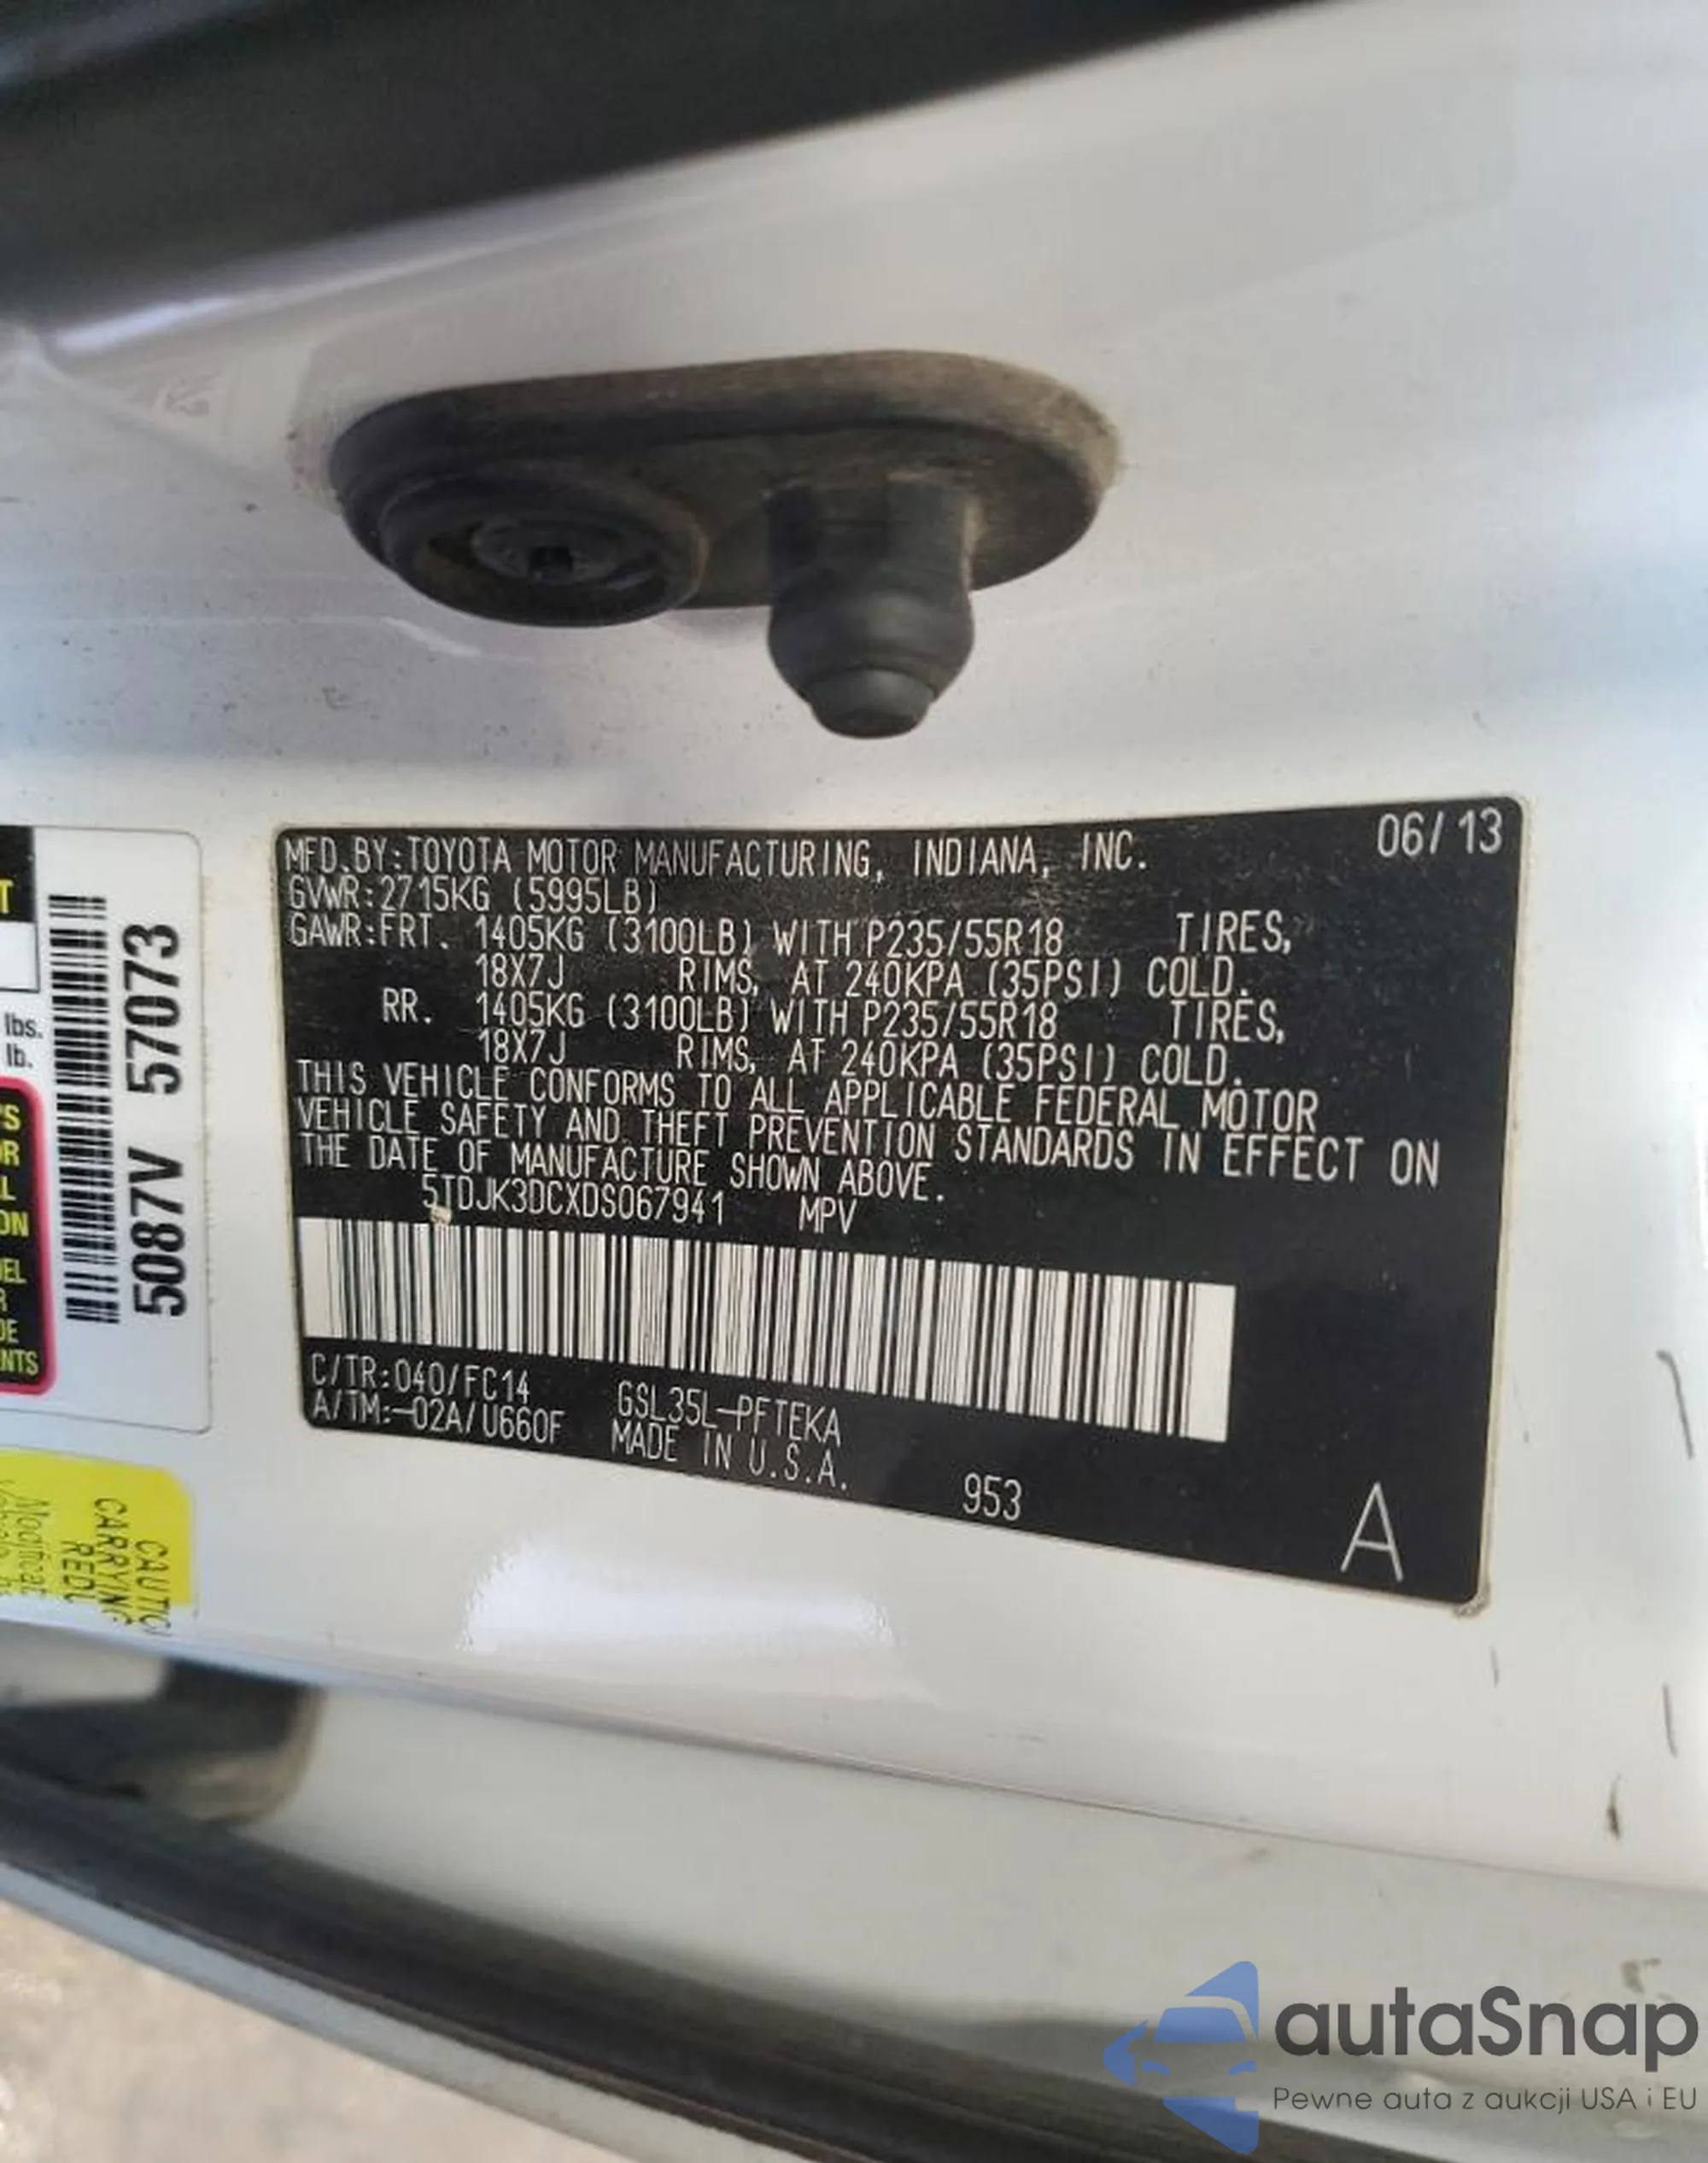 MFD.BY:TOYOTA MOTOR MANUFACTURING, INDIANA, INC. 06/13
GVWR:2715KG (5995LB)
GAWR:FRT. 1405KG (3100LB) WITH P235/55R18 TIRES,
18X7J RIMS, AT 240KPA (35PSI) COLD.
RR. 1405KG (3100LB) WITH P235/55R18 TIRES,
18X7J RIMS, AT 240KPA (35PSI) COLD.
THIS VEHICLE CONFORMS TO ALL APPLICABLE FEDERAL MOTOR
VEHICLE SAFETY AND THEFT PREVENTION STANDARDS IN EFFECT ON
THE DATE OF MANUFACTURE SHOWN ABOVE.
5TDJK3DCXDS067941 MPV
C/TR:040/FC14 GSL35L-PFTEKA
A/TM:-02A/U660F MADE IN U.S.A.
953
A
5087V 57073
lbs.
lb.
autaSnap
Pewne auta z aukcji USA i EU